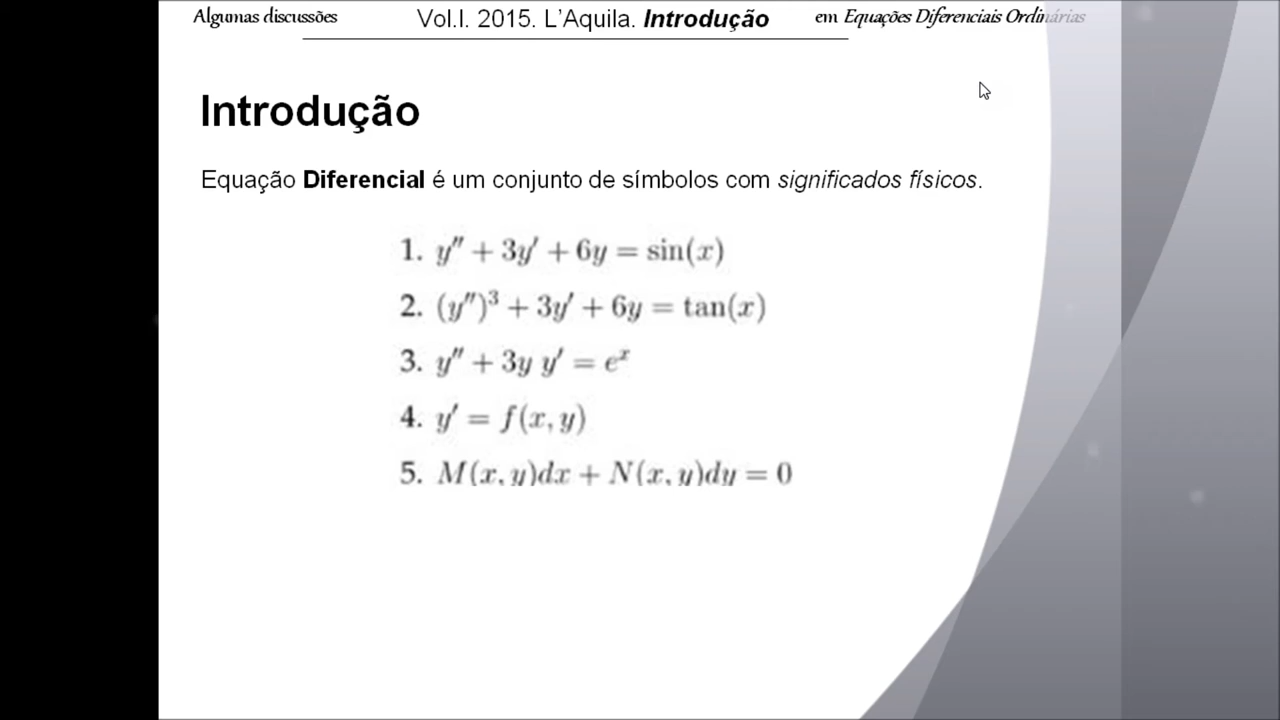 Algumas discussões Vol.I. 2015. L'Aquila. Introdução em Equações Diferenciais Ordinárias
Introdução
Equação Diferencial é um conjunto de símbolos com significados físicos.
1. y″ + 3y′ + 6y = sin(x)
2. (y″)³ + 3y′ + 6y = tan(x)
3. y″ + 3y y′ = eˣ
4. y′ = f(x, y)
5. M(x, y)dx + N(x, y)dy = 0